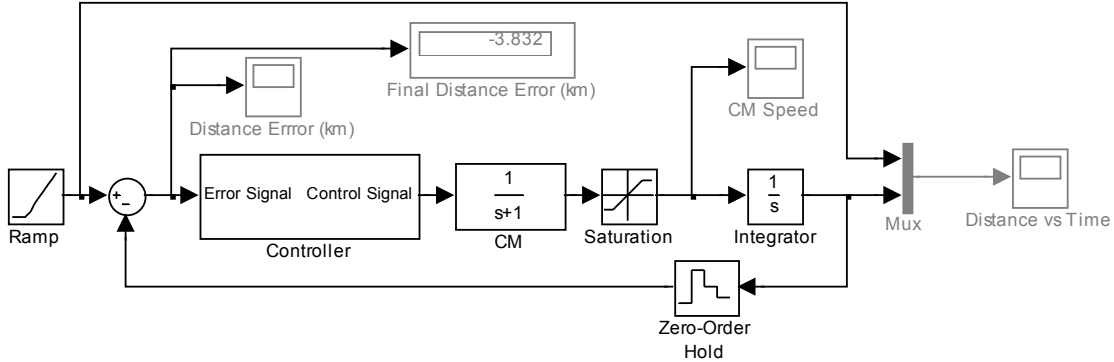 -3.832
Final Distance Error (km)
Distance Errror (km)
CM Speed
Ramp
+
−
Error Signal
Control Signal
Controller
1
s+1
CM
Saturation
1
s
Integrator
Mux
Distance vs Time
Zero-Order
Hold